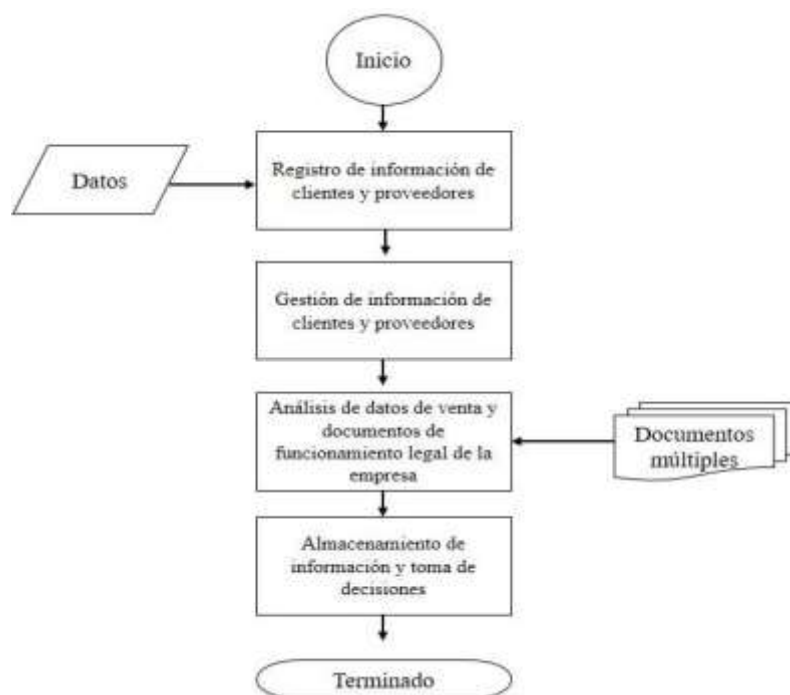 Inicio
Datos
Registro de información de
clientes y proveedores
Gestión de información de
clientes y proveedores
Análisis de datos de venta y
documentos de
funcionamiento legal de la
empresa
Documentos
múltiples
Almacenamiento de
información y toma de
decisiones
Terminado